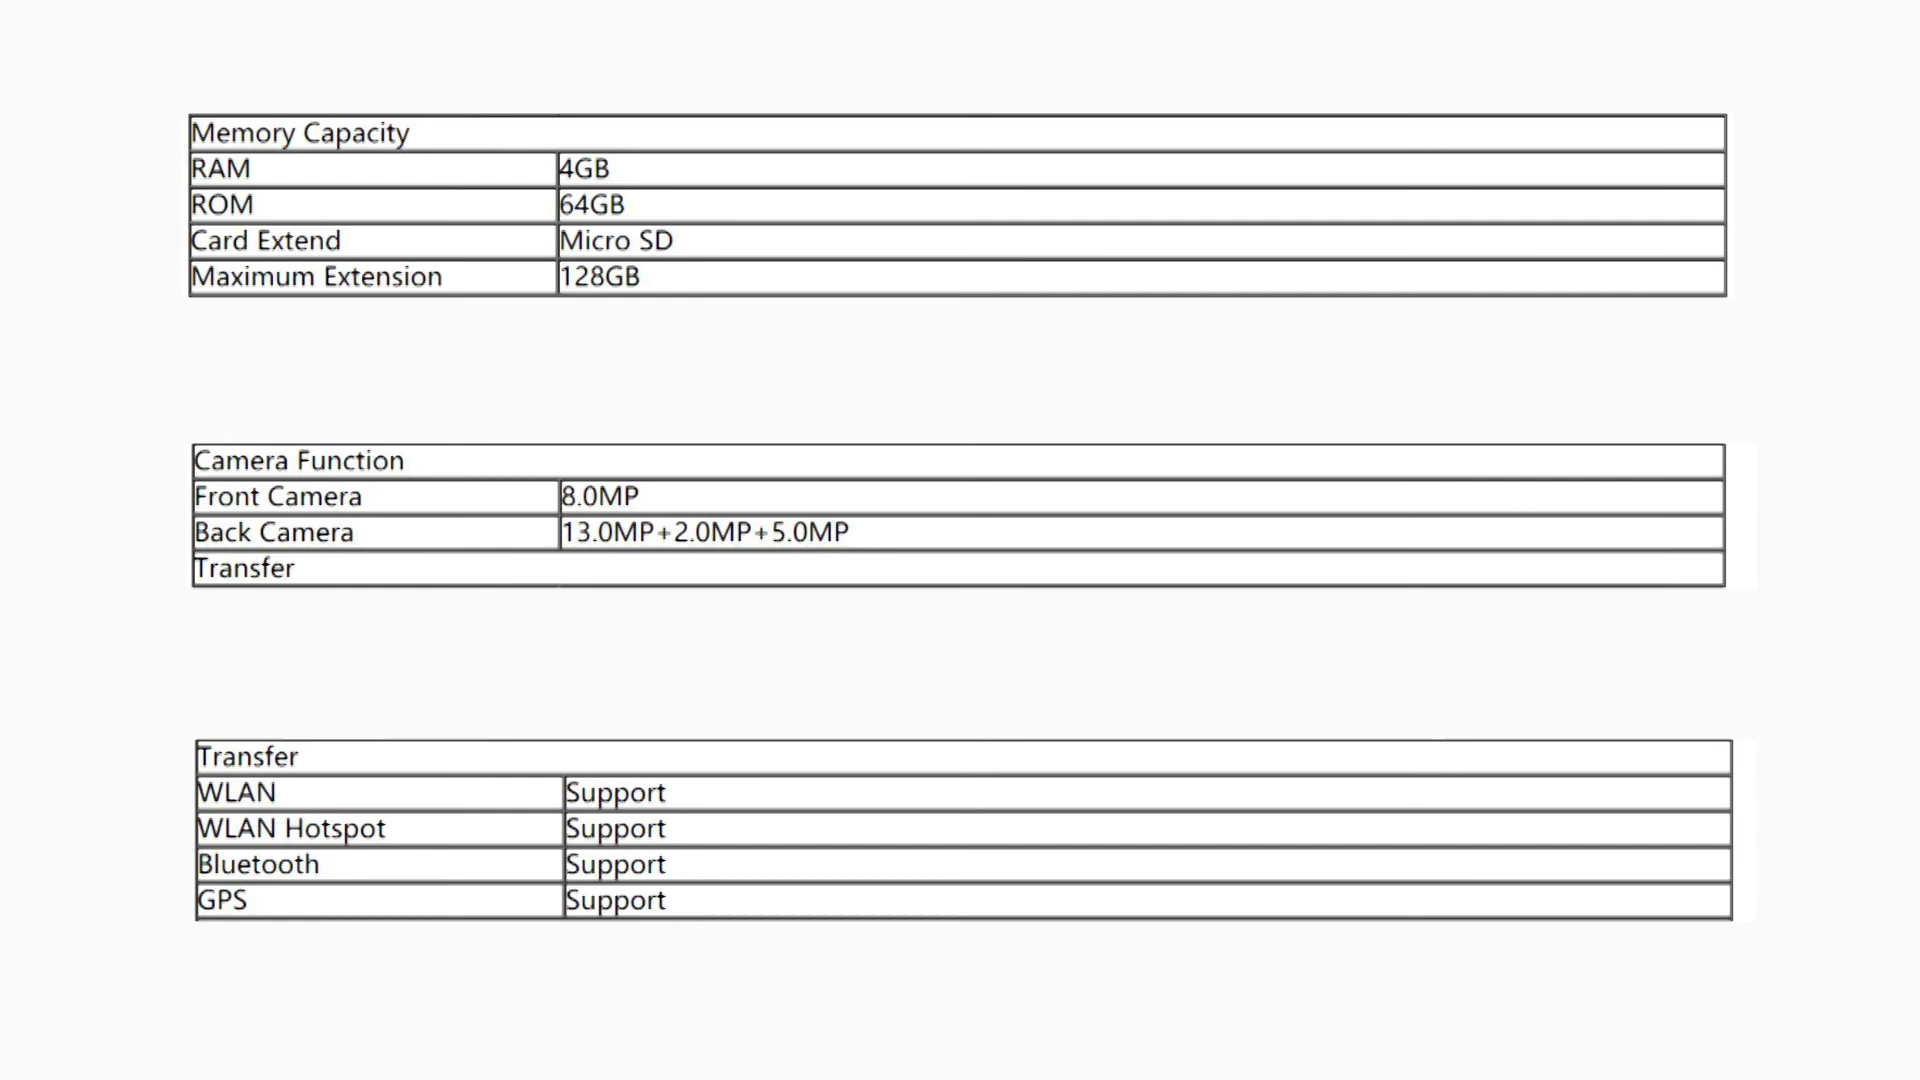 Memory Capacity
RAM 4GB
ROM 64GB
Card Extend Micro SD
Maximum Extension 128GB
Camera Function
Front Camera 8.0MP
Back Camera 13.0MP+2.0MP+5.0MP
Transfer
Transfer
WLAN Support
WLAN Hotspot Support
Bluetooth Support
GPS Support